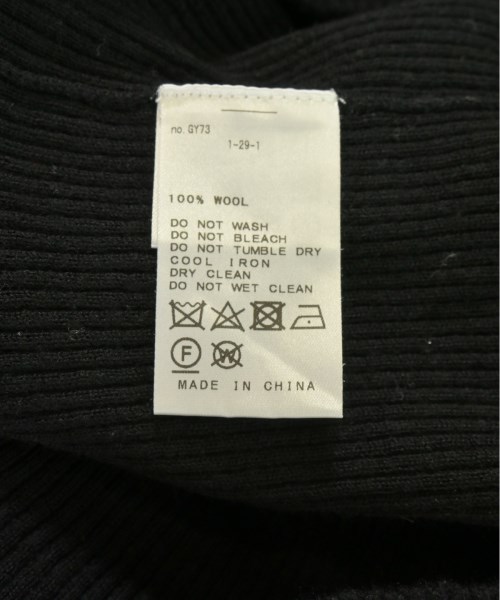 no. GY73
1-29-1
100% WOOL
DO NOT WASH
DO NOT BLEACH
DO NOT TUMBLE DRY
COOL IRON
DRY CLEAN
DO NOT WET CLEAN
F W
MADE IN CHINA